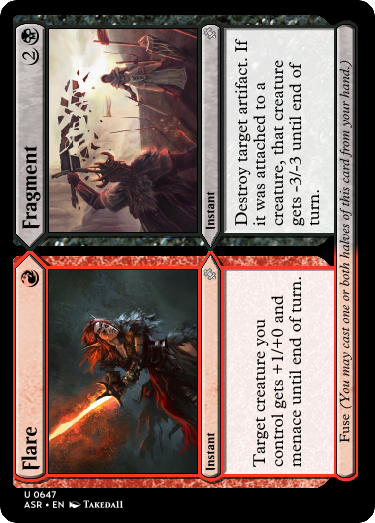 Flare
Instant
Target creature you
control gets +1/+0 and
menace until end of turn.
Fragment 2
Instant
Destroy target artifact. If
it was attached to a
creature, that creature
gets -3/-3 until end of
turn.
Fuse (You may cast one or both halves of this card from your hand.)
U 0647
ASR • EN Takeda11